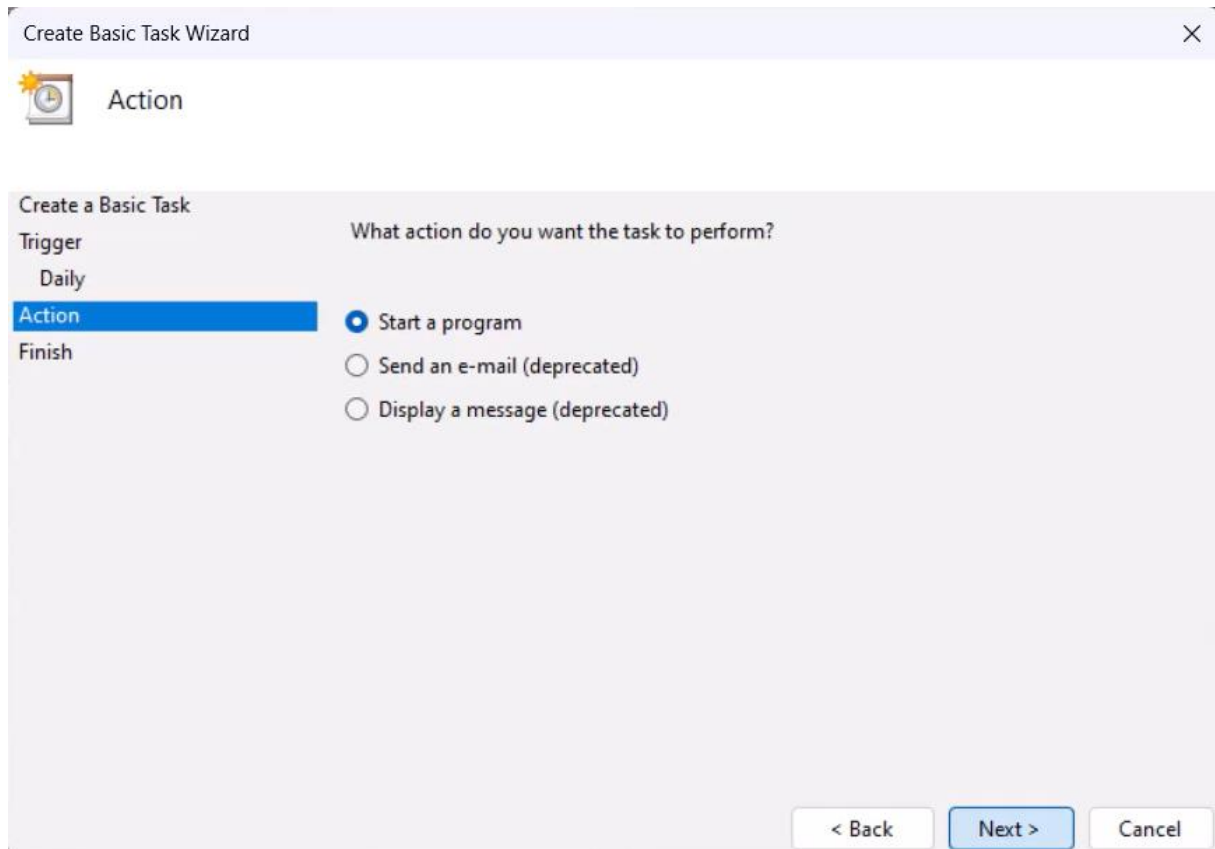 Create Basic Task Wizard
Action
Create a Basic Task
Trigger
Daily
Action
Finish
What action do you want the task to perform?
Start a program
Send an e-mail (deprecated)
Display a message (deprecated)
< Back
Next >
Cancel